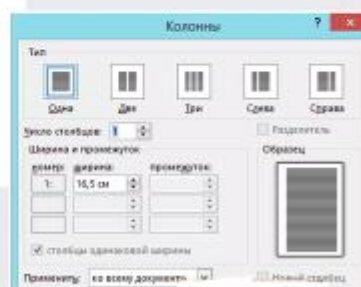 Колонны
?
Тип
Одна Две Три Слева Справа
Число столбцов: 1 Разделитель
Ширина и промежуток Образец
номер: ширина: промежуток:
1: 16,5 см
столбцы одинаковой ширины
Применить: ко всему документу Новый столбец